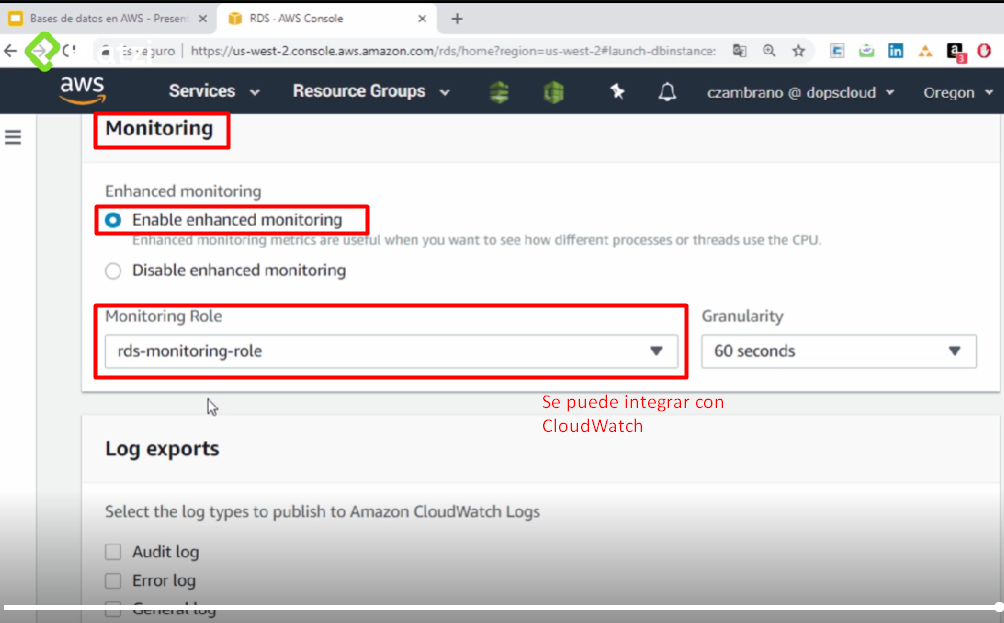 Bases de datos en AWS - Present
RDS · AWS Console
https://us-west-2.console.aws.amazon.com/rds/home?region=us-west-2#launch-dbinstance:
aws
Services
Resource Groups
czambrano @ dopscloud
Oregon
Monitoring
Enhanced monitoring
Enable enhanced monitoring
Enhanced monitoring metrics are useful when you want to see how different processes or threads use the CPU.
Disable enhanced monitoring
Monitoring Role
Granularity
rds-monitoring-role
60 seconds
Se puede integrar con
CloudWatch
Log exports
Select the log types to publish to Amazon CloudWatch Logs
Audit log
Error log
General log